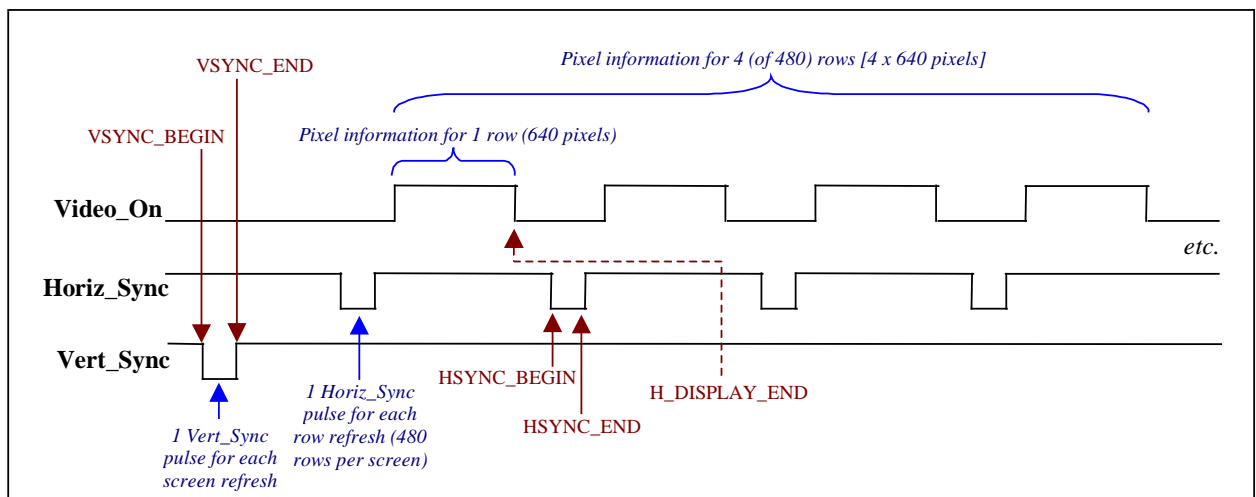 Pixel information for 4 (of 480) rows [4 x 640 pixels]
VSYNC_END
Pixel information for 1 row (640 pixels)
VSYNC_BEGIN
Video_On
etc.
Horiz_Sync
Vert_Sync
HSYNC_BEGIN
H_DISPLAY_END
HSYNC_END
1 Horiz_Sync
pulse for each
row refresh (480
rows per screen)
1 Vert_Sync
pulse for each
screen refresh